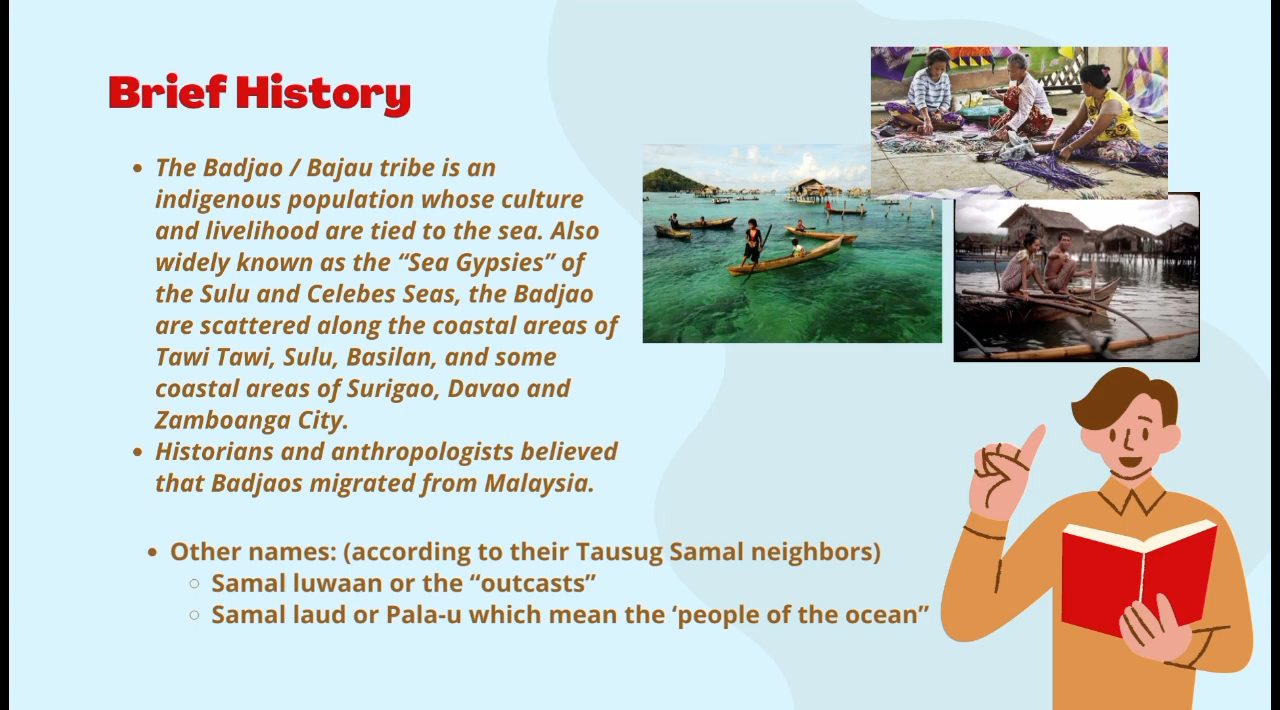 Brief History
• The Badjao / Bajau tribe is an
indigenous population whose culture
and livelihood are tied to the sea. Also
widely known as the “Sea Gypsies” of
the Sulu and Celebes Seas, the Badjao
are scattered along the coastal areas of
Tawi Tawi, Sulu, Basilan, and some
coastal areas of Surigao, Davao and
Zamboanga City.
• Historians and anthropologists believed
that Badjaos migrated from Malaysia.
• Other names: (according to their Tausug Samal neighbors)
○ Samal luwaan or the “outcasts”
○ Samal laud or Pala-u which mean the ‘people of the ocean”